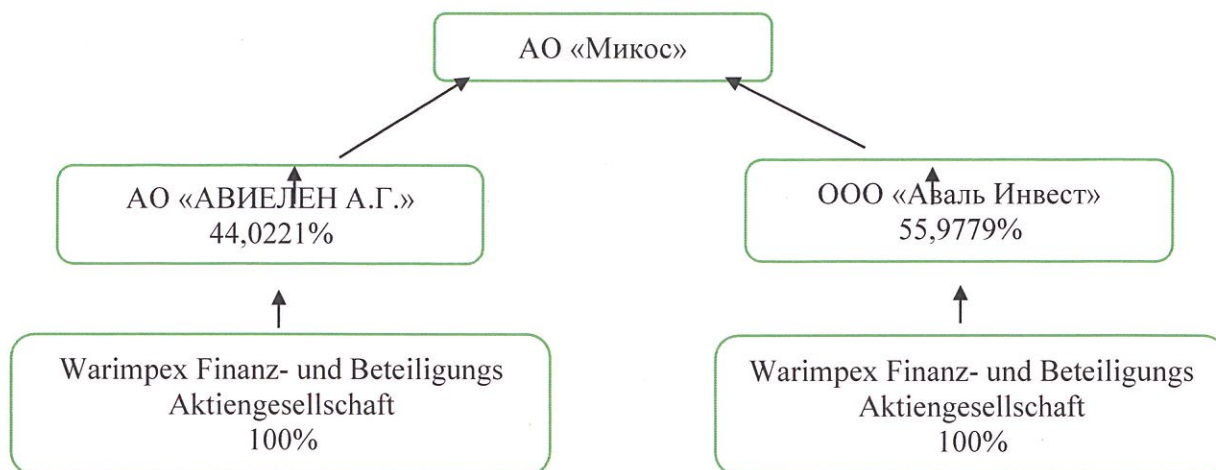 АО «Микос»
АО «АВИЕЛЕН А.Г.»
44,0221%
ООО «Аваль Инвест»
55,9779%
Warimpex Finanz- und Beteiligungs
Aktiengesellschaft
100%
Warimpex Finanz- und Beteiligungs
Aktiengesellschaft
100%